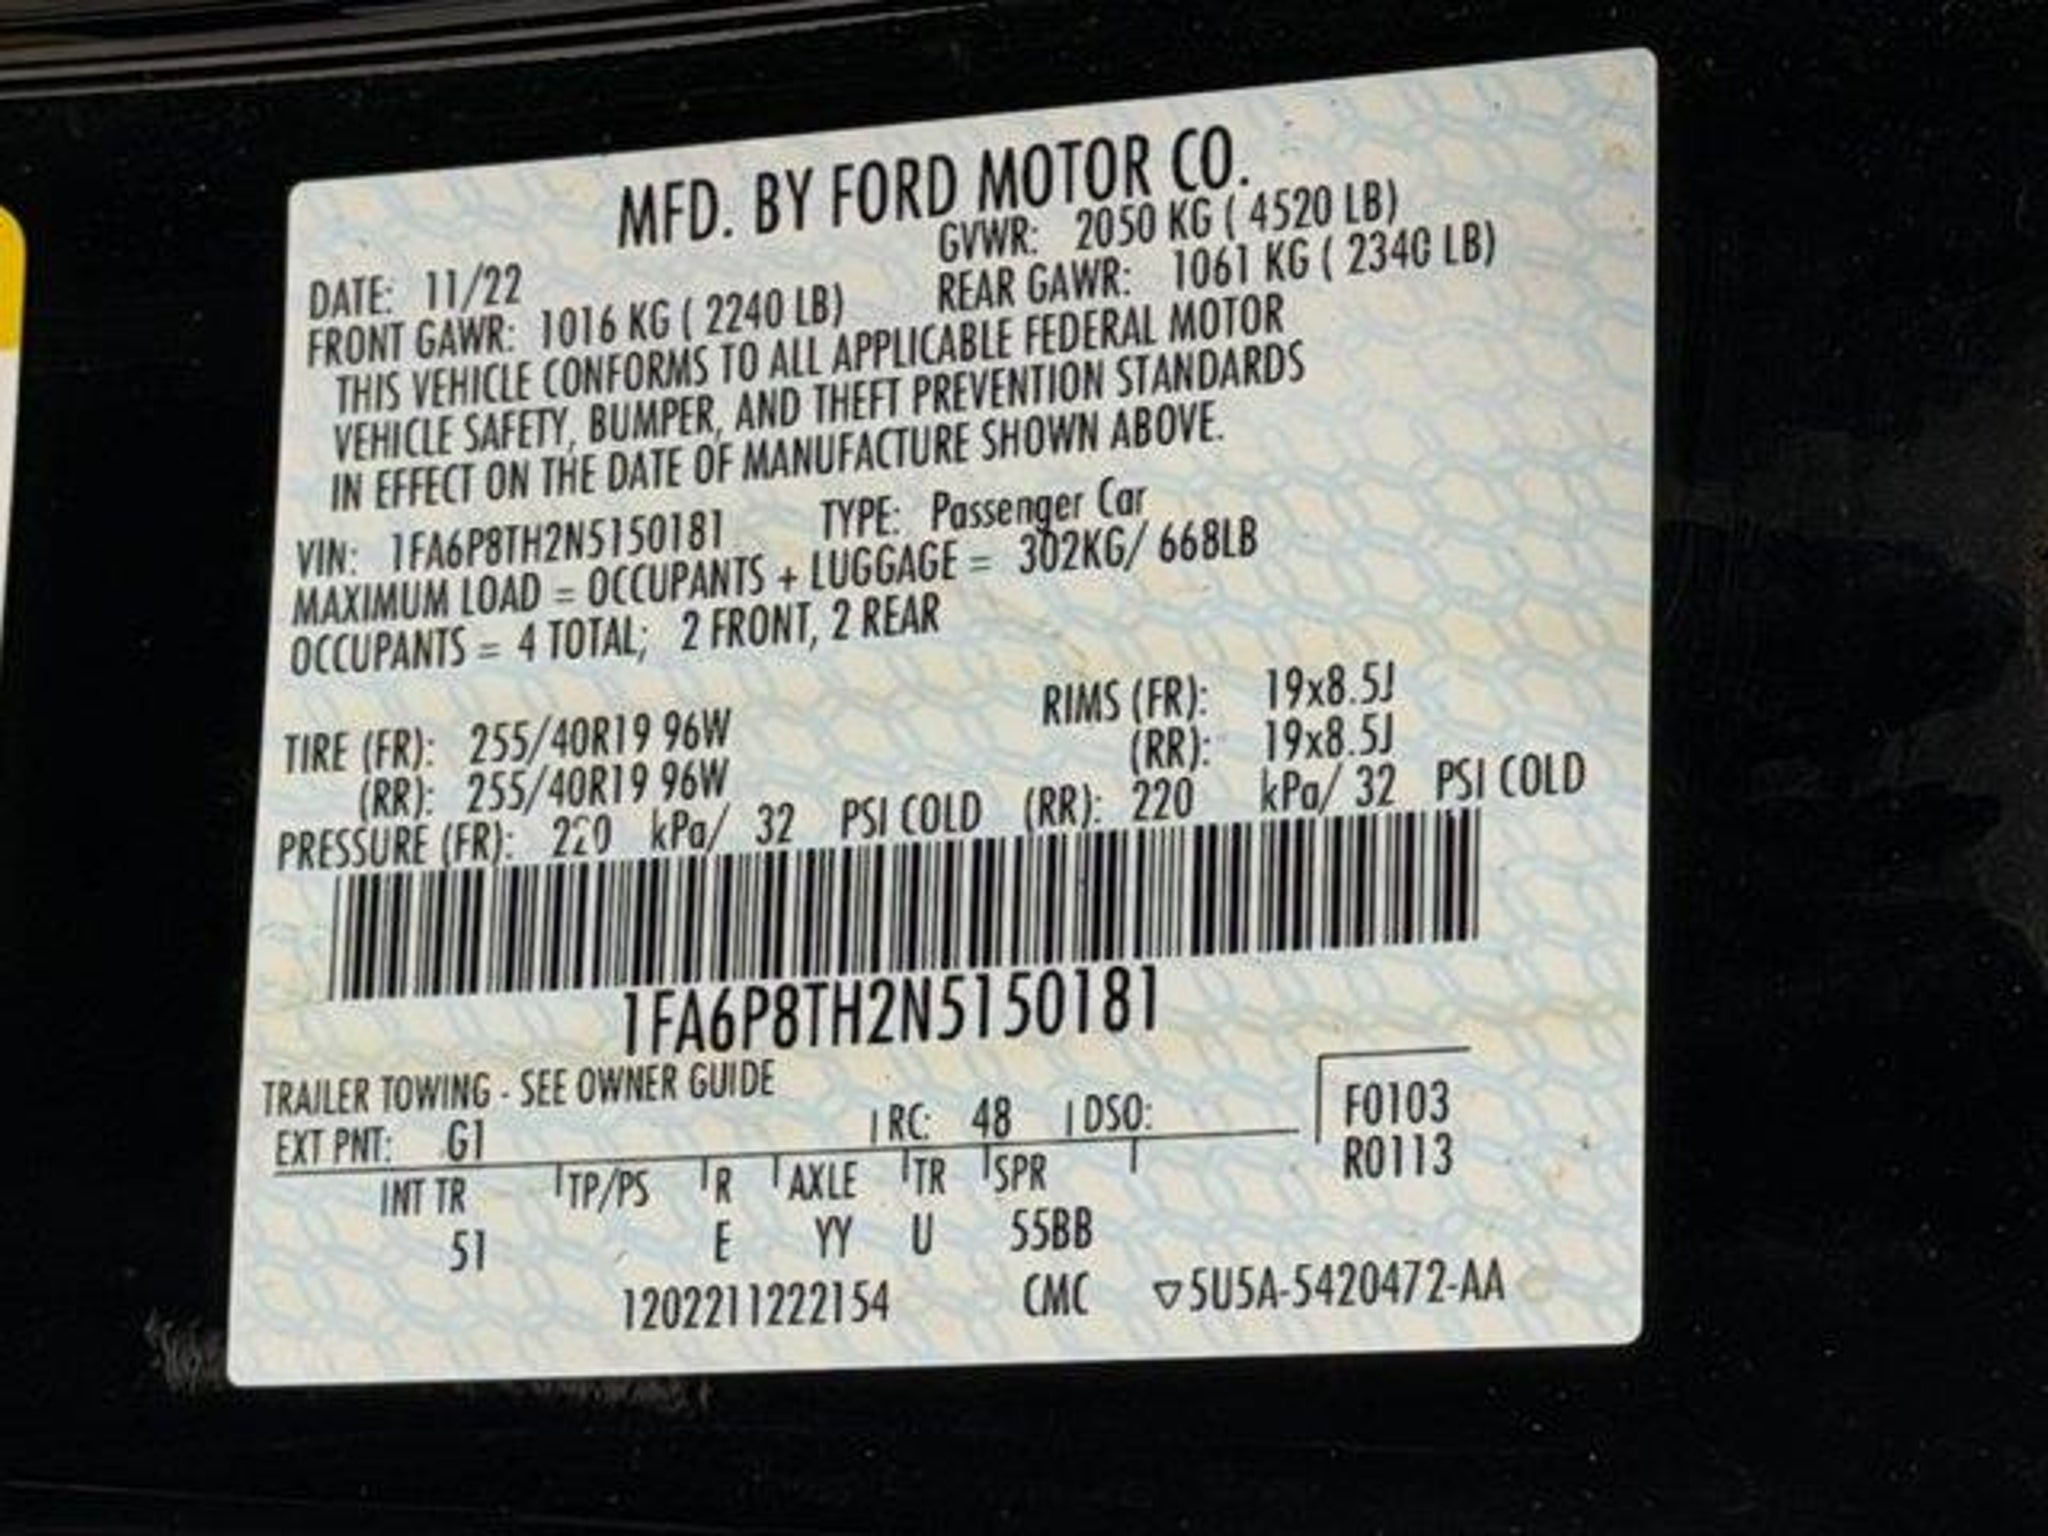 MFD. BY FORD MOTOR CO.
DATE: 11/22 GVWR: 2050 KG ( 4520 LB)
FRONT GAWR: 1016 KG ( 2240 LB) REAR GAWR: 1061 KG ( 2340 LB)
THIS VEHICLE CONFORMS TO ALL APPLICABLE FEDERAL MOTOR
VEHICLE SAFETY, BUMPER, AND THEFT PREVENTION STANDARDS
IN EFFECT ON THE DATE OF MANUFACTURE SHOWN ABOVE.
VIN: 1FA6P8TH2N5150181 TYPE: Passenger Car
MAXIMUM LOAD = OCCUPANTS + LUGGAGE = 302KG/ 668LB
OCCUPANTS = 4 TOTAL; 2 FRONT, 2 REAR
TIRE (FR): 255/40R19 96W RIMS (FR): 19x8.5J
(RR): 255/40R19 96W (RR): 19x8.5J
PRESSURE (FR): 220 kPa/ 32 PSI COLD (RR): 220 kPa/ 32 PSI COLD
1FA6P8TH2N5150181
TRAILER TOWING - SEE OWNER GUIDE
EXT PNT: G1 RC: 48 DSO: F0103
R0113
INT TR TP/PS R AXLE TR SPR
51 E YY U 55BB
1202211222154 CMC ▽5U5A-5420472-AA